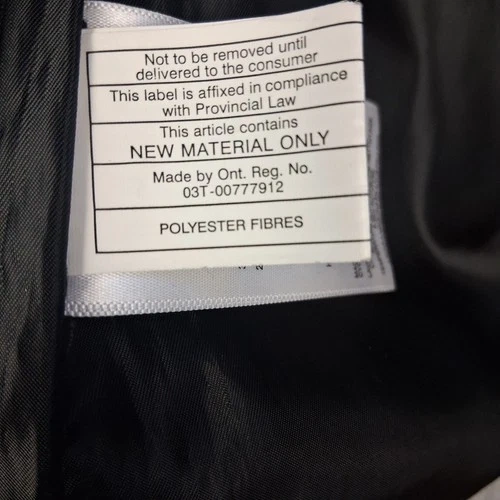 Not to be removed until
delivered to the consumer
This label is affixed in compliance
with Provincial Law
This article contains
NEW MATERIAL ONLY
Made by Ont. Reg. No.
03T-00777912
POLYESTER FIBRES